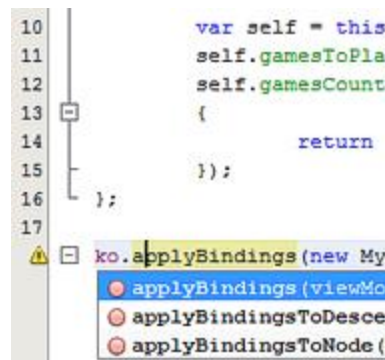 10 var self = this
11 self.gamesToPla
12 self.gamesCount
13 {
14 return
15 });
16 };
17
ko.applyBindings(new My
applyBindings(viewMo
applyBindingsToDesce
applyBindingsToNode(